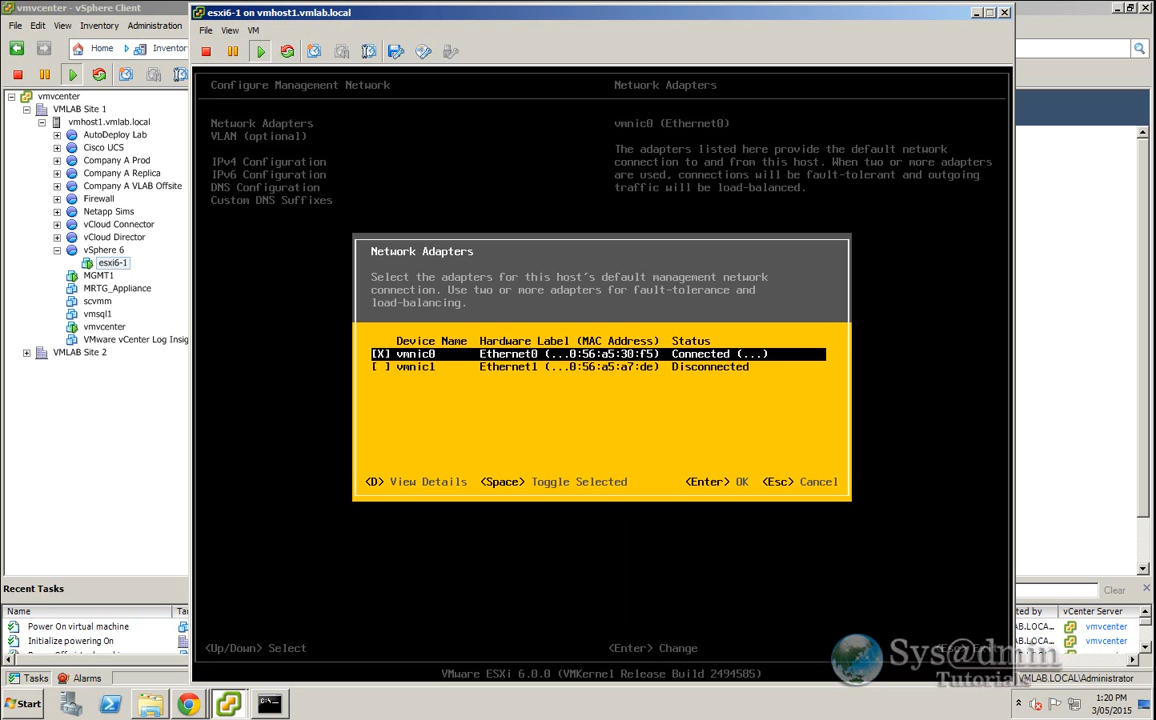 vmvcenter - vSphere Client
File Edit View Inventory Administration
Home
Inventor
vmvcenter
VMLAB Site 1
vmhost1.vmlab.local
AutoDeploy Lab
Cisco UCS
Company A Prod
Company A Replica
Company A VLAB Offsite
Firewall
Netapp Sims
vCloud Connector
vCloud Director
vSphere 6
esxi6-1
MGMT1
MRTG_Appliance
scvmm
vmsql1
vmvcenter
VMware vCenter Log Insig
VMLAB Site 2
esxi6-1 on vmhost1.vmlab.local
File View VM
Configure Management Network
Network Adapters
Network Adapters
VLAN (optional)
IPv4 Configuration
IPv6 Configuration
DNS Configuration
Custom DNS Suffixes
vmnic0 (Ethernet0)
The adapters listed here provide the default network
connection to and from this host. When two or more adapters
are used, connections will be fault-tolerant and outgoing
traffic will be load-balanced.
Network Adapters
Select the adapters for this host's default management network
connection. Use two or more adapters for fault-tolerance and
load-balancing.
Device Name Hardware Label (MAC Address) Status
[X] vmnic0 Ethernet0 (...0:56:a5:30:f5) Connected (...)
[ ] vmnic1 Ethernet1 (...0:56:a5:a7:de) Disconnected
<D> View Details <Space> Toggle Selected <Enter> OK <Esc> Cancel
<Up/Down> Select
<Enter> Change
VMware ESXi 6.0.0 (VMKernel Release Build 2494585)
Recent Tasks
Name
Power On virtual machine
Initialize powering On
Tasks Alarms
Clear
ted by vCenter Server
AB.LOCA... vmvcenter
AB.LOCA... vmvcenter
VMLAB.LOCAL\Administrator
Sys@dmin
Tutorials
Start
1:20 PM
3/05/2015